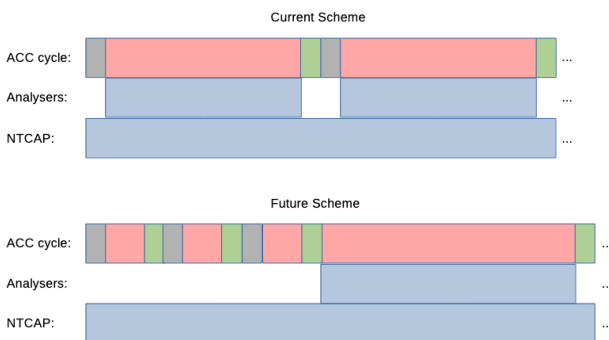 Current Scheme
ACC cycle: ...
Analysers: ...
NTCAP: ...
Future Scheme
ACC cycle: ..
Analysers: ..
NTCAP: ..